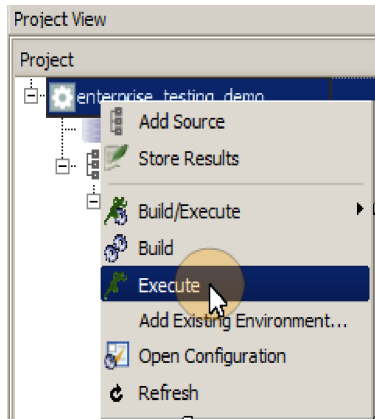 Project View
Project
enterprise_testing_demo
Add Source
Store Results
Build/Execute
Build
Execute
Add Existing Environment...
Open Configuration
Refresh